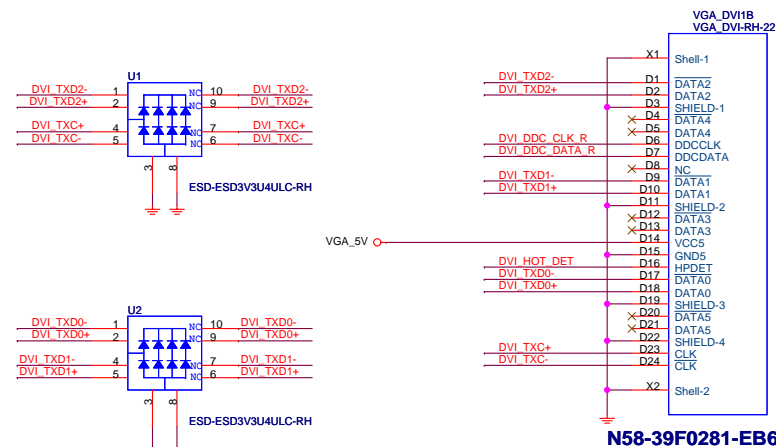 VGA_DVI1B
VGA_DVI-RH-22
U1
DVI_TXD2- 1 NC 10 DVI_TXD2-
DVI_TXD2+ 2 NC 9 DVI_TXD2+
DVI_TXC+ 4 NC 7 DVI_TXC+
DVI_TXC- 5 NC 6 DVI_TXC-
3 8
ESD-ESD3V3U4ULC-RH
X1 Shell-1
DVI_TXD2- D1 DATA2
DVI_TXD2+ D2 DATA2
D3 SHIELD-1
D4 DATA4
D5 DATA4
DVI_DDC_CLK_R D6 DDCCLK
DVI_DDC_DATA_R D7 DDCDATA
D8 NC
DVI_TXD1- D9 DATA1
DVI_TXD1+ D10 DATA1
D11 SHIELD-2
D12 DATA3
D13 DATA3
VGA_5V D14 VCC5
D15 GND5
DVI_HOT_DET D16 HPDET
DVI_TXD0- D17 DATA0
DVI_TXD0+ D18 DATA0
D19 SHIELD-3
D20 DATA5
D21 DATA5
D22 SHIELD-4
DVI_TXC+ D23 CLK
DVI_TXC- D24 CLK
X2 Shell-2
U2
DVI_TXD0- 1 NC 10 DVI_TXD0-
DVI_TXD0+ 2 NC 9 DVI_TXD0+
DVI_TXD1- 4 NC 7 DVI_TXD1-
DVI_TXD1+ 5 NC 6 DVI_TXD1+
3 8
ESD-ESD3V3U4ULC-RH
N58-39F0281-EB6